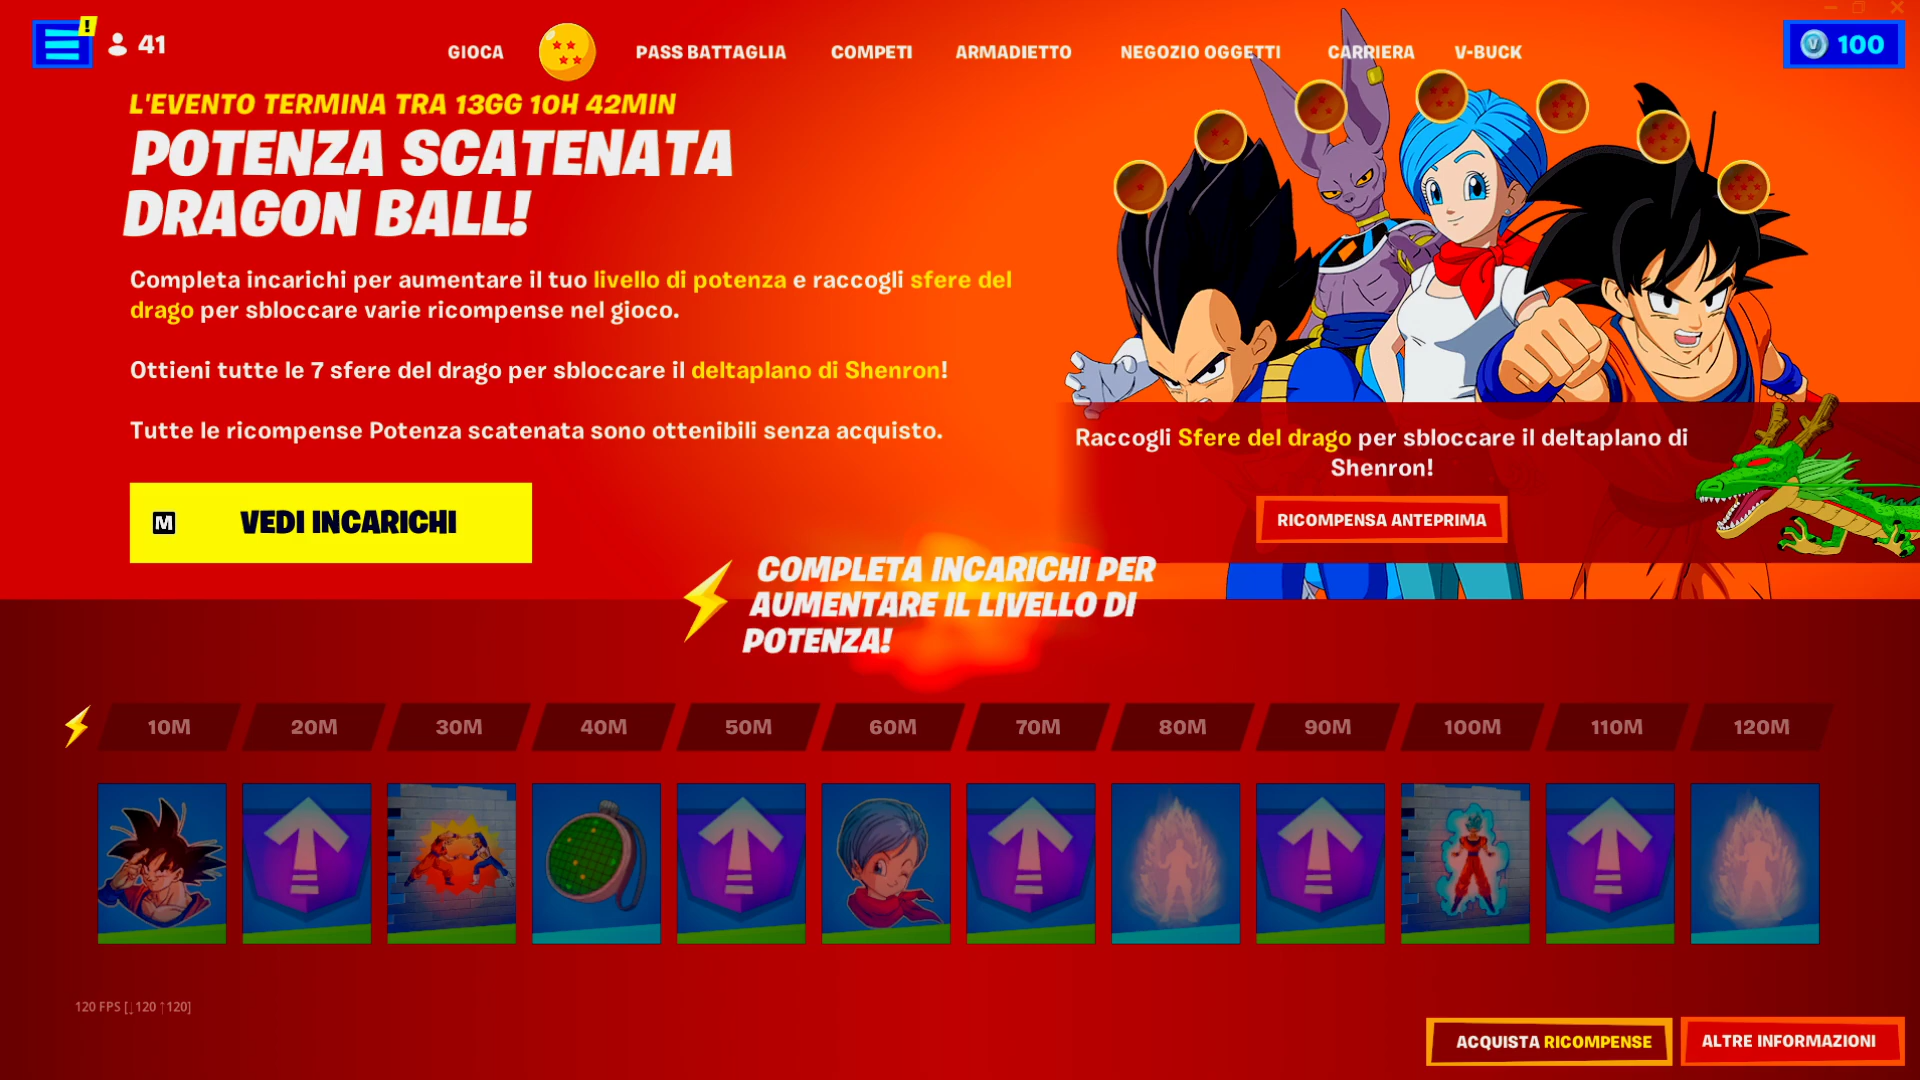 !
41
GIOCA
PASS BATTAGLIA
COMPETI
ARMADIETTO
NEGOZIO OGGETTI
CARRIERA
V-BUCK
V
100
L'EVENTO TERMINA TRA 13GG 10H 42MIN
POTENZA SCATENATA
DRAGON BALL!
Completa incarichi per aumentare il tuo livello di potenza e raccogli sfere del
drago per sbloccare varie ricompense nel gioco.
Ottieni tutte le 7 sfere del drago per sbloccare il deltaplano di Shenron!
Tutte le ricompense Potenza scatenata sono ottenibili senza acquisto.
M
VEDI INCARICHI
Raccogli Sfere del drago per sbloccare il deltaplano di
Shenron!
RICOMPENSA ANTEPRIMA
COMPLETA INCARICHI PER
AUMENTARE IL LIVELLO DI
POTENZA!
10M
20M
30M
40M
50M
60M
70M
80M
90M
100M
110M
120M
120 FPS [↓120 ↑120]
ACQUISTA RICOMPENSE
ALTRE INFORMAZIONI